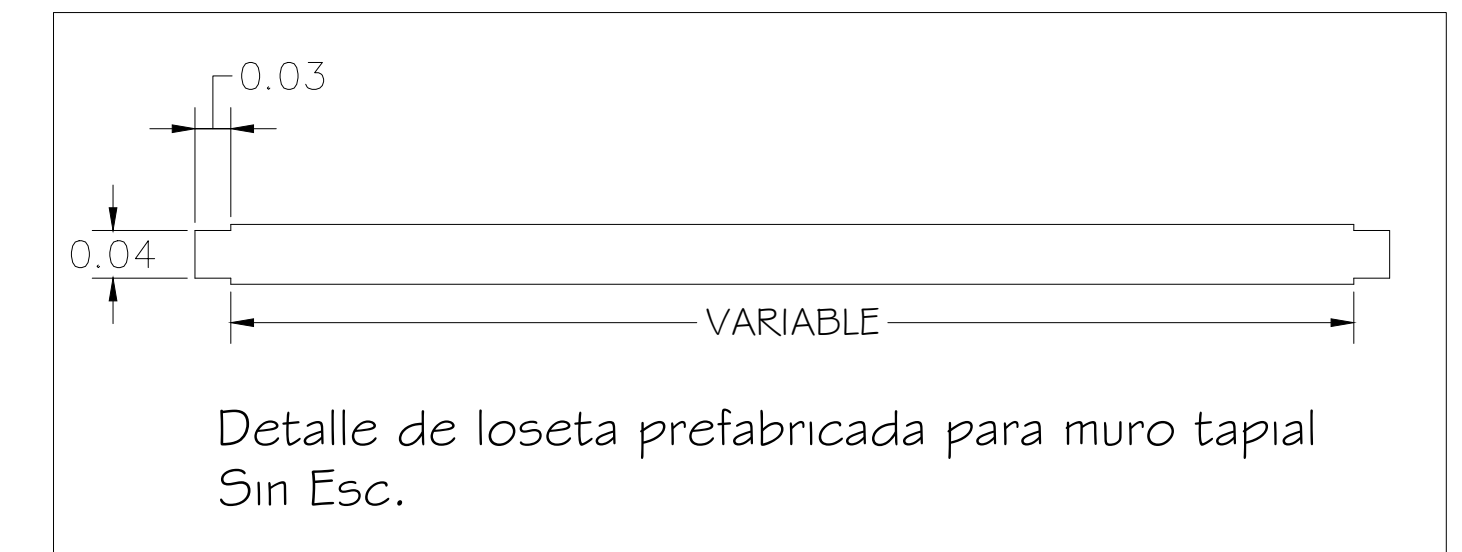 0.03
0.04
VARIABLE
Detalle de loseta prefabricada para muro tapial
Sin Esc.